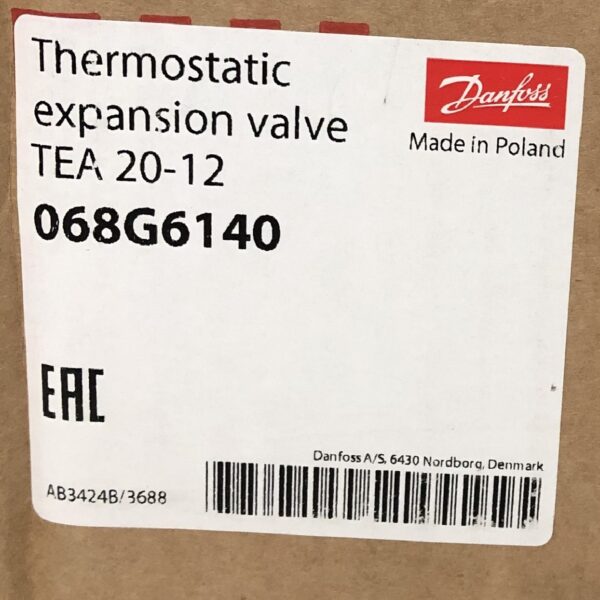 Thermostatic
expansion valve
TEA 20-12
068G6140
Danfoss
Made in Poland
EAC
Danfoss A/S, 6430 Nordborg, Denmark
AB3424B/3688